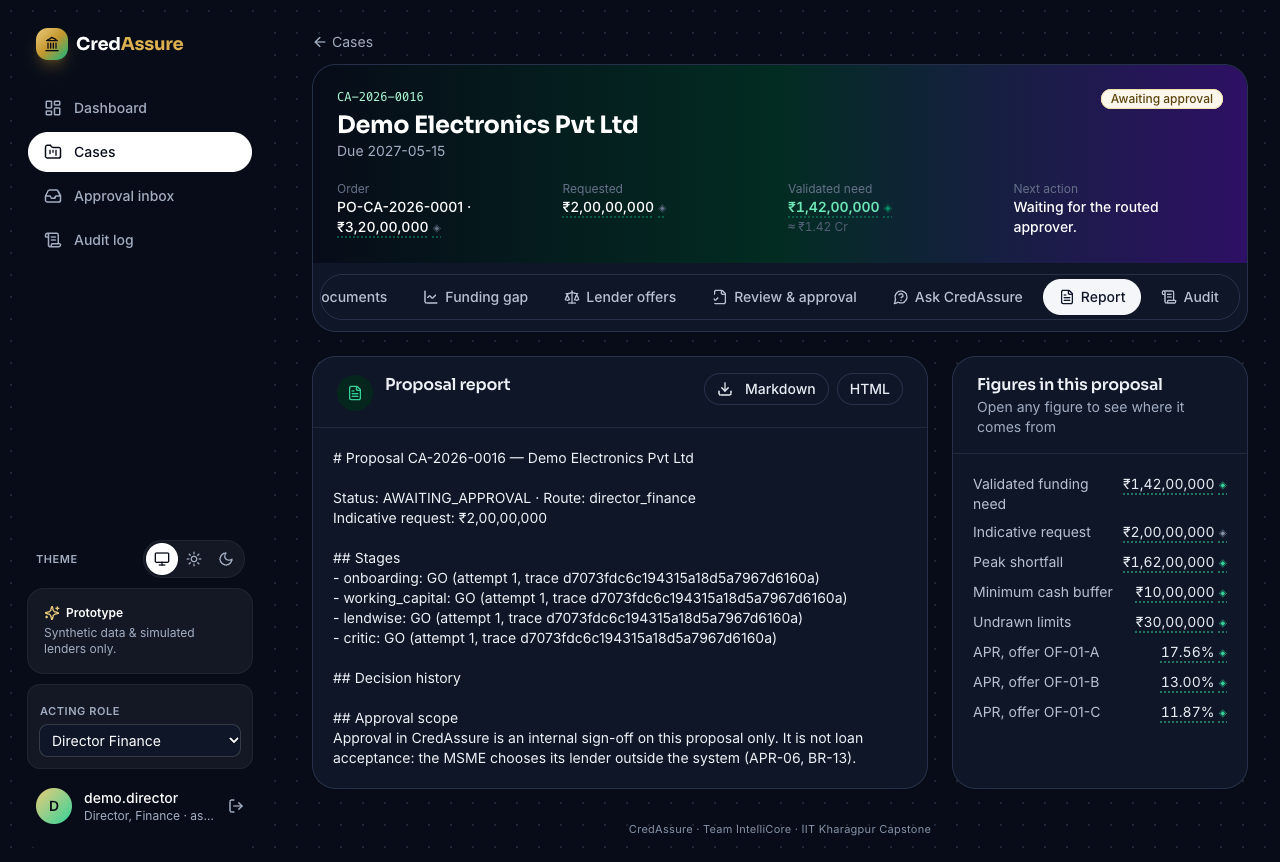 CredAssure
Dashboard
Cases
Approval inbox
Audit log
THEME
Prototype
Synthetic data & simulated
lenders only.
ACTING ROLE
Director Finance
D
demo.director
Director, Finance · as...
← Cases
CA-2026-0016
Awaiting approval
Demo Electronics Pvt Ltd
Due 2027-05-15
Order
PO-CA-2026-0001 ·
₹3,20,00,000
Requested
₹2,00,00,000
Validated need
₹1,42,00,000
≈ ₹1.42 Cr
Next action
Waiting for the routed
approver.
ocuments
Funding gap
Lender offers
Review & approval
Ask CredAssure
Report
Audit
Proposal report
Markdown
HTML
# Proposal CA-2026-0016 — Demo Electronics Pvt Ltd
Status: AWAITING_APPROVAL · Route: director_finance
Indicative request: ₹2,00,00,000
## Stages
- onboarding: GO (attempt 1, trace d7073fdc6c194315a18d5a7967d6160a)
- working_capital: GO (attempt 1, trace d7073fdc6c194315a18d5a7967d6160a)
- lendwise: GO (attempt 1, trace d7073fdc6c194315a18d5a7967d6160a)
- critic: GO (attempt 1, trace d7073fdc6c194315a18d5a7967d6160a)
## Decision history
## Approval scope
Approval in CredAssure is an internal sign-off on this proposal only. It is not loan
acceptance: the MSME chooses its lender outside the system (APR-06, BR-13).
Figures in this proposal
Open any figure to see where it
comes from
Validated funding
need
₹1,42,00,000
Indicative request ₹2,00,00,000
Peak shortfall ₹1,62,00,000
Minimum cash buffer ₹10,00,000
Undrawn limits ₹30,00,000
APR, offer OF-01-A 17.56%
APR, offer OF-01-B 13.00%
APR, offer OF-01-C 11.87%
CredAssure · Team IntelliCore · IIT Kharagpur Capstone